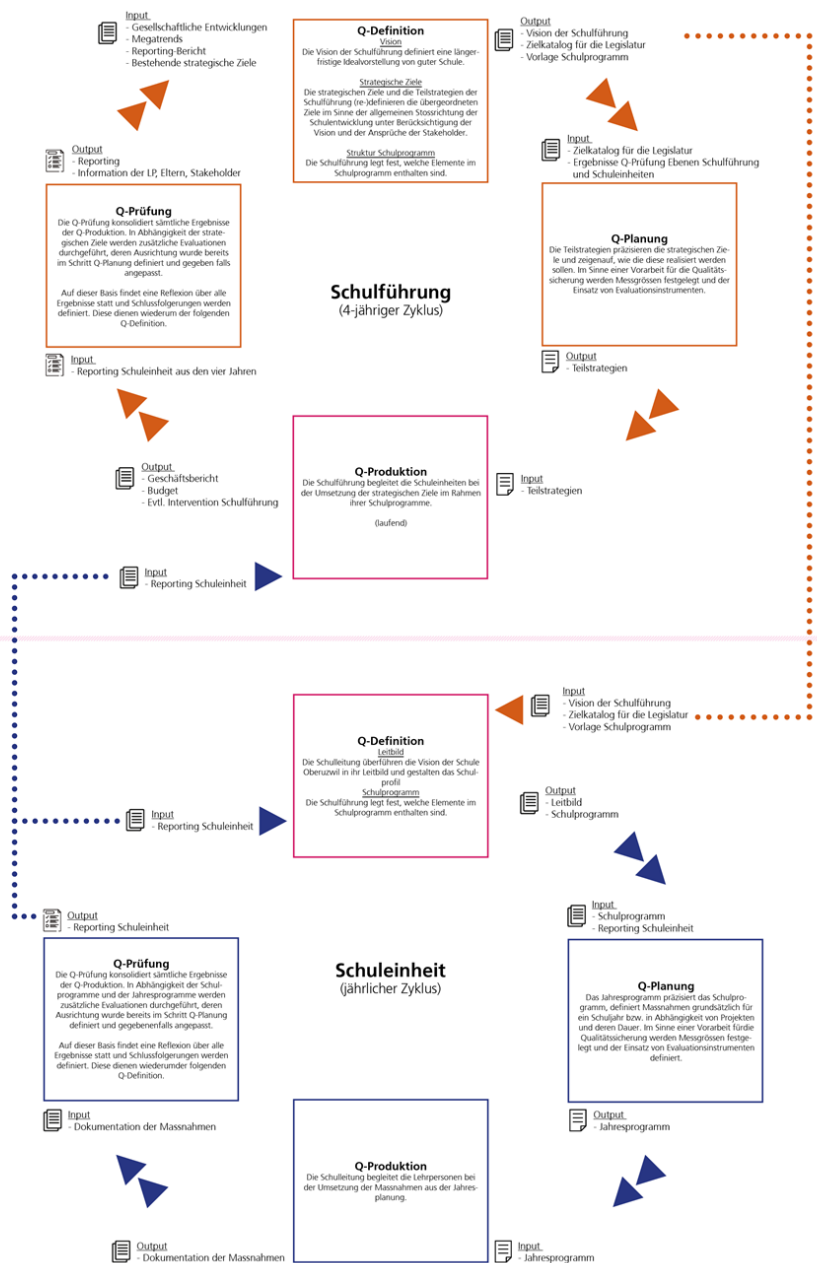 Input
- Gesellschaftliche Entwicklungen
- Megatrends
- Reporting-Bericht
- Bestehende strategische Ziele
Q-Definition
Vision
Die Vision der Schulführung definiert eine länger-
fristige Idealvorstellung von guter Schule.
Strategische Ziele
Die strategischen Ziele und die Teilstrategien der
Schulführung (re-)definieren die übergeordneten
Ziele im Sinne der allgemeinen Stossrichtung der
Schulentwicklung unter Berücksichtigung der
Vision und der Ansprüche der Stakeholder.
Struktur Schulprogramm
Die Schulführung legt fest, welche Elemente im
Schulprogramm enthalten sind.
Output
- Vision der Schulführung
- Zielkatalog für die Legislatur
- Vorlage Schulprogramm
Output
- Reporting
- Information der LP, Eltern, Stakeholder
Input
- Zielkatalog für die Legislatur
- Ergebnisse Q-Prüfung Ebenen Schulführung
und Schuleinheiten
Q-Prüfung
Die Q-Prüfung konsolidiert sämtliche Ergebnisse
der Q-Produktion. In Abhängigkeit der strate-
gischen Ziele werden zusätzliche Evaluationen
durchgeführt, deren Ausrichtung wurde bereits
im Schritt Q-Planung definiert und gegeben falls
angepasst.
Auf dieser Basis findet eine Reflexion über alle
Ergebnisse statt und Schlussfolgerungen werden
definiert. Diese dienen wiederum der folgenden
Q-Definition.
Schulführung
(4-jähriger Zyklus)
Q-Planung
Die Teilstrategien präzisieren die strategischen Zie-
le und zeigenauf, wie die diese realisiert werden
sollen. Im Sinne einer Vorarbeit für die Qualitäts-
sicherung werden Messgrössen festgelegt und der
Einsatz von Evaluationsinstrumenten.
Input
- Reporting Schuleinheit aus den vier Jahren
Output
- Teilstrategien
Output
- Geschäftsbericht
- Budget
- Evtl. Intervention Schulführung
Q-Produktion
Die Schulführung begleitet die Schuleinheiten bei
der Umsetzung der strategischen Ziele im Rahmen
ihrer Schulprogramme.
(laufend)
Input
- Teilstrategien
Input
- Reporting Schuleinheit
Q-Definition
Leitbild
Die Schulleitung überführen die Vision der Schule
Oberuzwil in ihr Leitbild und gestalten das Schul-
profil
Schulprogramm
Die Schulführung legt fest, welche Elemente im
Schulprogramm enthalten sind.
Input
- Vision der Schulführung
- Zielkatalog für die Legislatur
- Vorlage Schulprogramm
Input
- Reporting Schuleinheit
Output
- Leitbild
- Schulprogramm
Output
- Reporting Schuleinheit
Input
- Schulprogramm
- Reporting Schuleinheit
Q-Prüfung
Die Q-Prüfung konsolidiert sämtliche Ergebnisse
der Q-Produktion. In Abhängigkeit der Schul-
programme und der Jahresprogramme werden
zusätzliche Evaluationen durchgeführt, deren
Ausrichtung wurde bereits im Schritt Q-Planung
definiert und gegebenenfalls angepasst.
Auf dieser Basis findet eine Reflexion über alle
Ergebnisse statt und Schlussfolgerungen werden
definiert. Diese dienen wiederumder folgenden
Q-Definition.
Schuleinheit
(jährlicher Zyklus)
Q-Planung
Das Jahresprogramm präzisiert das Schulpro-
gramm, definiert Massnahmen grundsätzlich für
ein Schuljahr bzw. in Abhängigkeit von Projekten
und deren Dauer. Im Sinne einer Vorarbeit fürdie
Qualitätssicherung werden Messgrössen festge-
legt und der Einsatz von Evaluationsinstrumenten
definiert.
Input
- Dokumentation der Massnahmen
Output
- Jahresprogramm
Q-Produktion
Die Schulleitung begleitet die Lehrpersonen bei
der Umsetzung der Massnahmen aus der Jahres-
planung.
Output
- Dokumentation der Massnahmen
Input
- Jahresprogramm